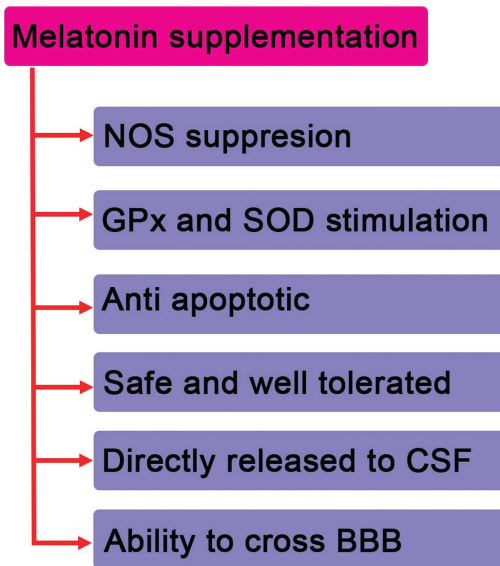 Melatonin supplementation
NOS suppresion
GPx and SOD stimulation
Anti apoptotic
Safe and well tolerated
Directly released to CSF
Ability to cross BBB